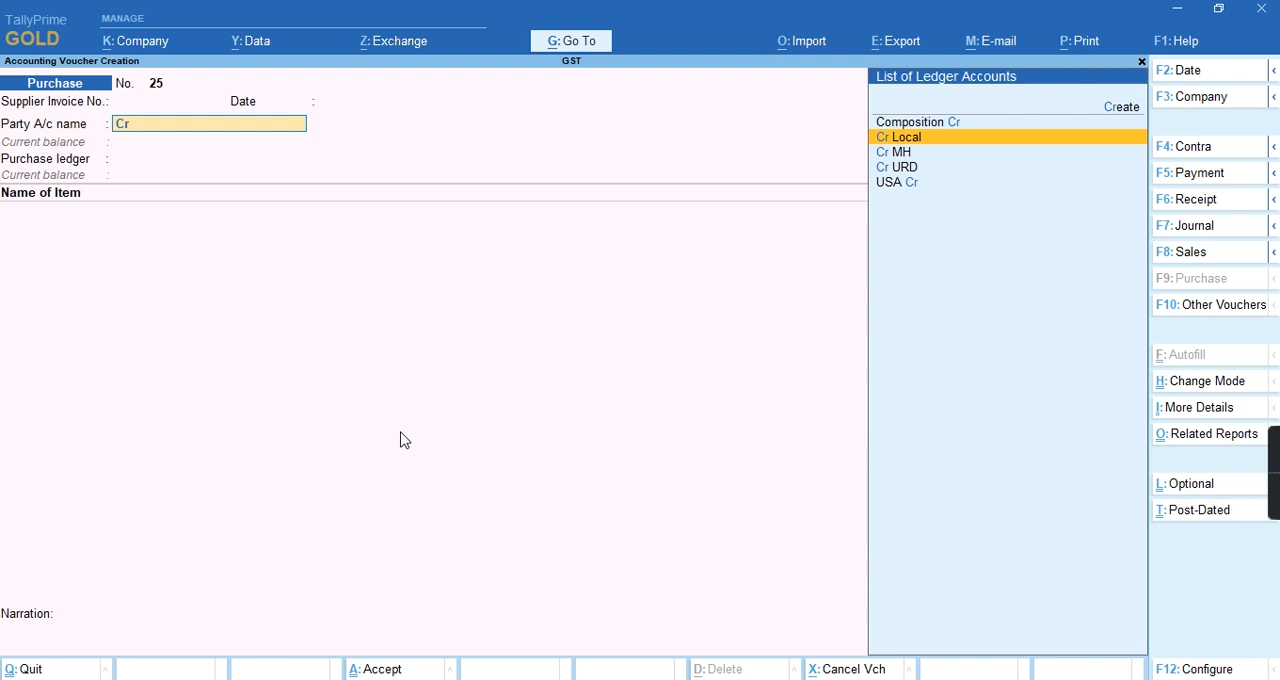 TallyPrime
GOLD
MANAGE
K: Company
Y: Data
Z: Exchange
G: Go To
O: Import
E: Export
M: E-mail
P: Print
F1: Help
Accounting Voucher Creation
GST
Purchase No. 25
Supplier Invoice No.: Date :
Party A/c name : Cr
Current balance :
Purchase ledger :
Current balance :
Name of Item
Narration:
List of Ledger Accounts
Create
Composition Cr
Cr Local
Cr MH
Cr URD
USA Cr
F2: Date
F3: Company
F4: Contra
F5: Payment
F6: Receipt
F7: Journal
F8: Sales
F9: Purchase
F10: Other Vouchers
F: Autofill
H: Change Mode
I: More Details
O: Related Reports
L: Optional
T: Post-Dated
Q: Quit
A: Accept
D: Delete
X: Cancel Vch
F12: Configure